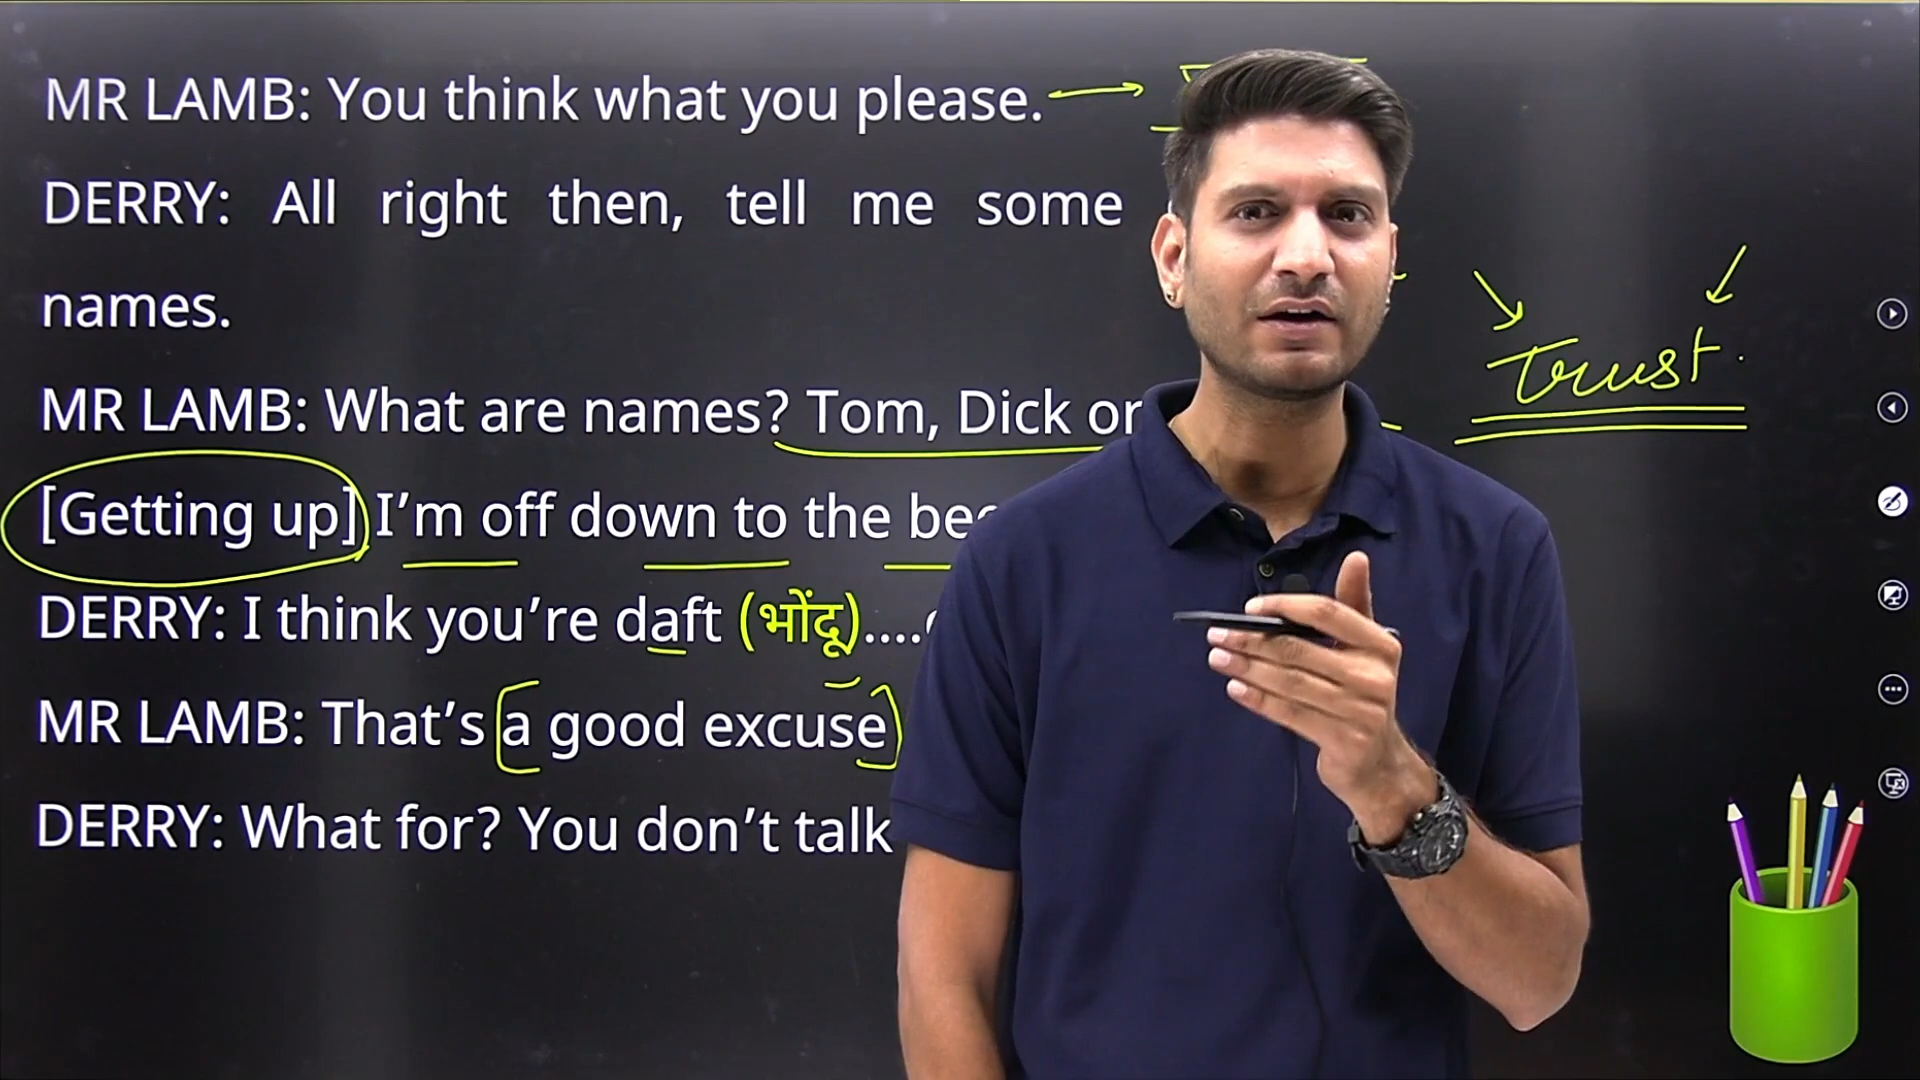 MR LAMB: You think what you please.
DERRY: All right then, tell me some
names.
Trust.
MR LAMB: What are names? Tom, Dick or
[Getting up] I’m off down to the
DERRY: I think you’re daft (भोंदू)....
MR LAMB: That’s a good excuse
DERRY: What for? You don’t talk